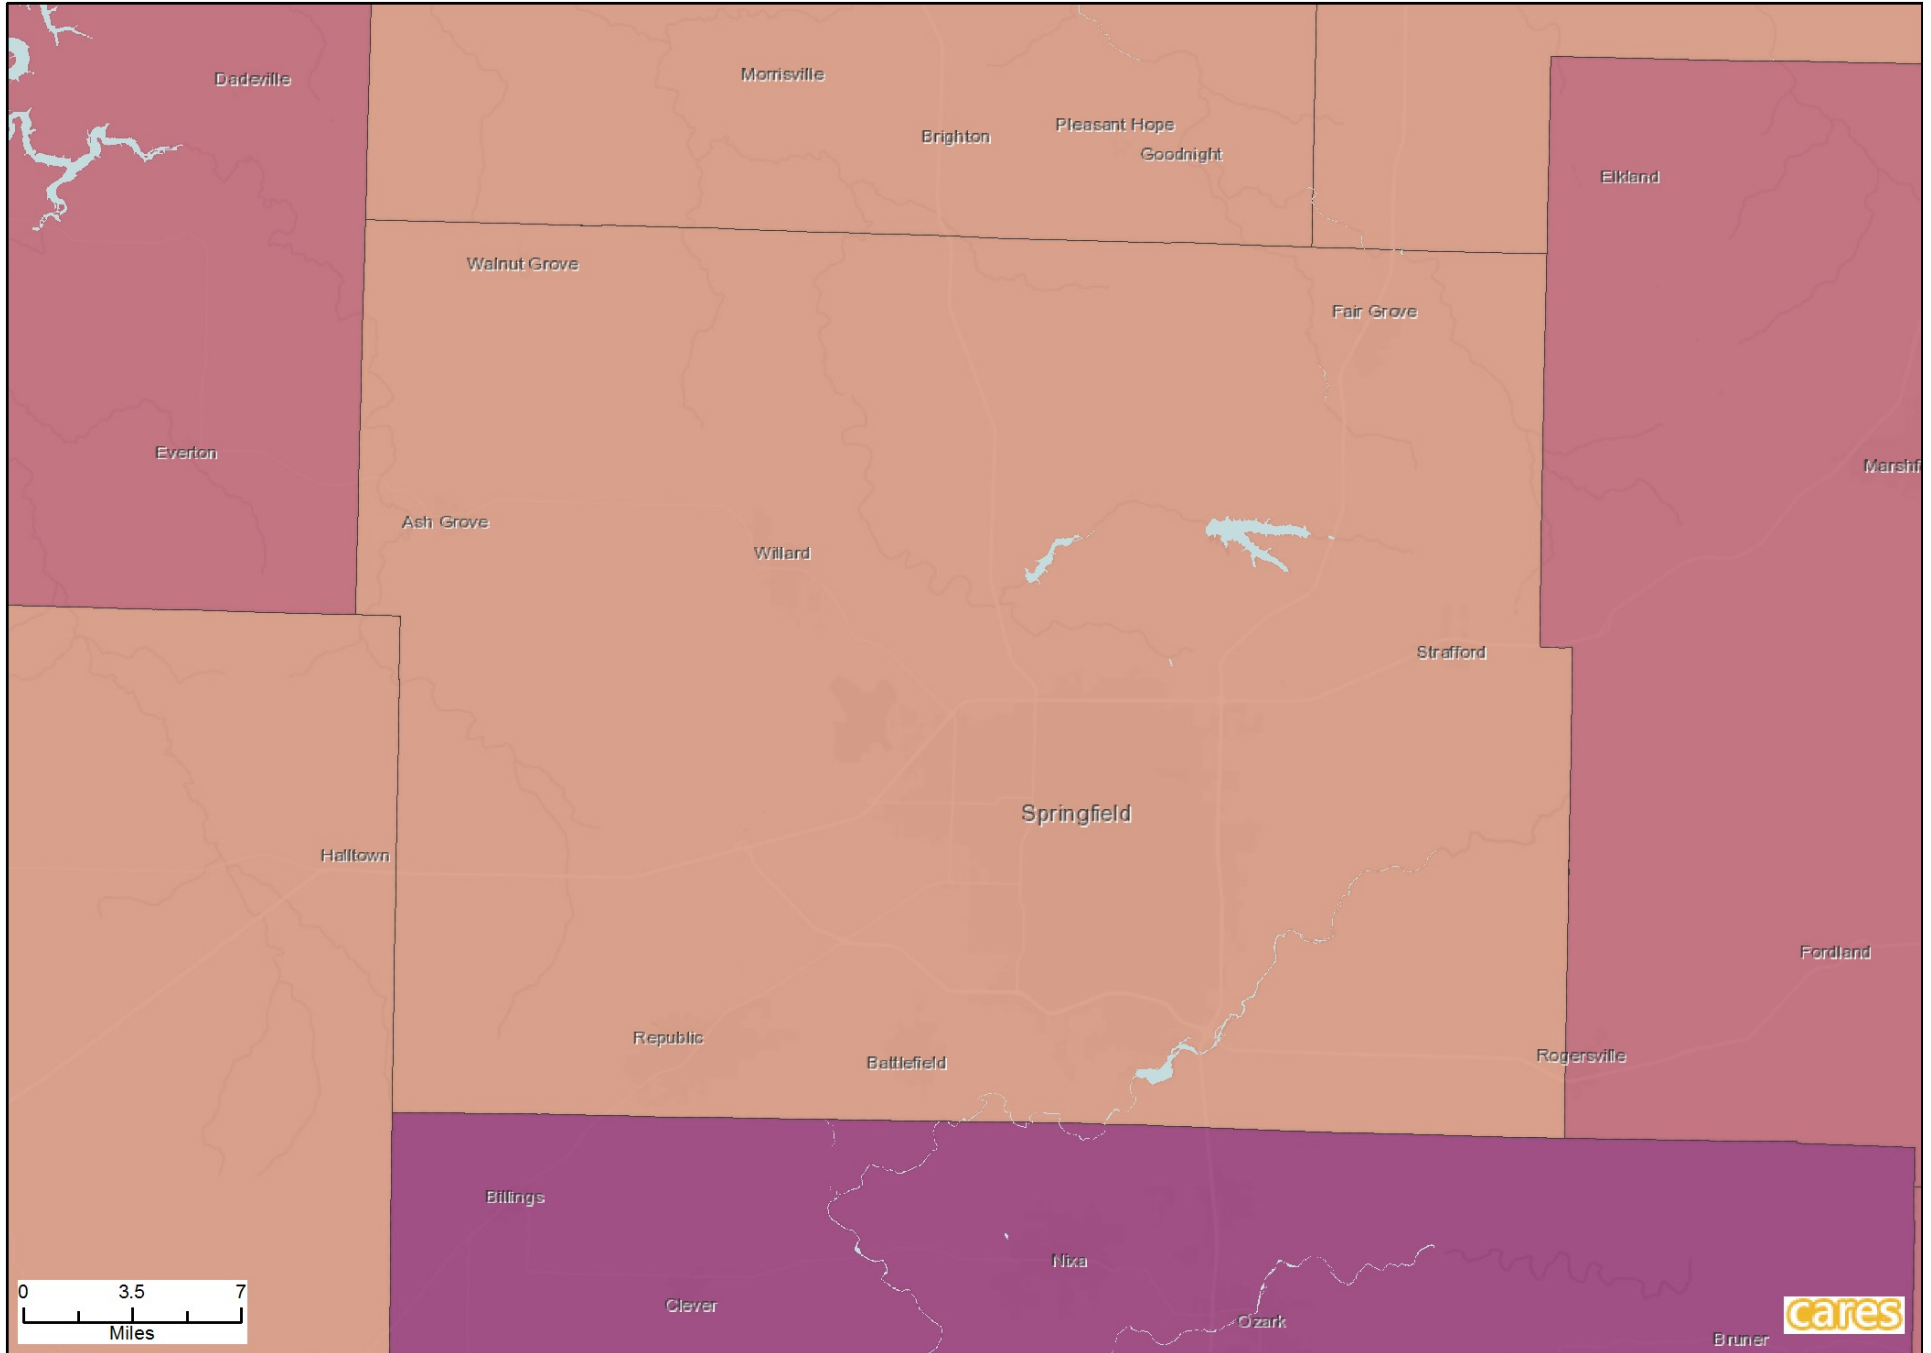 Dadeville
Morrisville
Brighton
Pleasant Hope
Goodnight
Elkland
Walnut Grove
Fair Grove
Everton
Marshf
Ash Grove
Willard
Strafford
Springfield
Halltown
Fordland
Republic
Battlefield
Rogersville
Billings
Nixa
Clever
Ozark
Bruner
0 3.5 7
Miles
cares